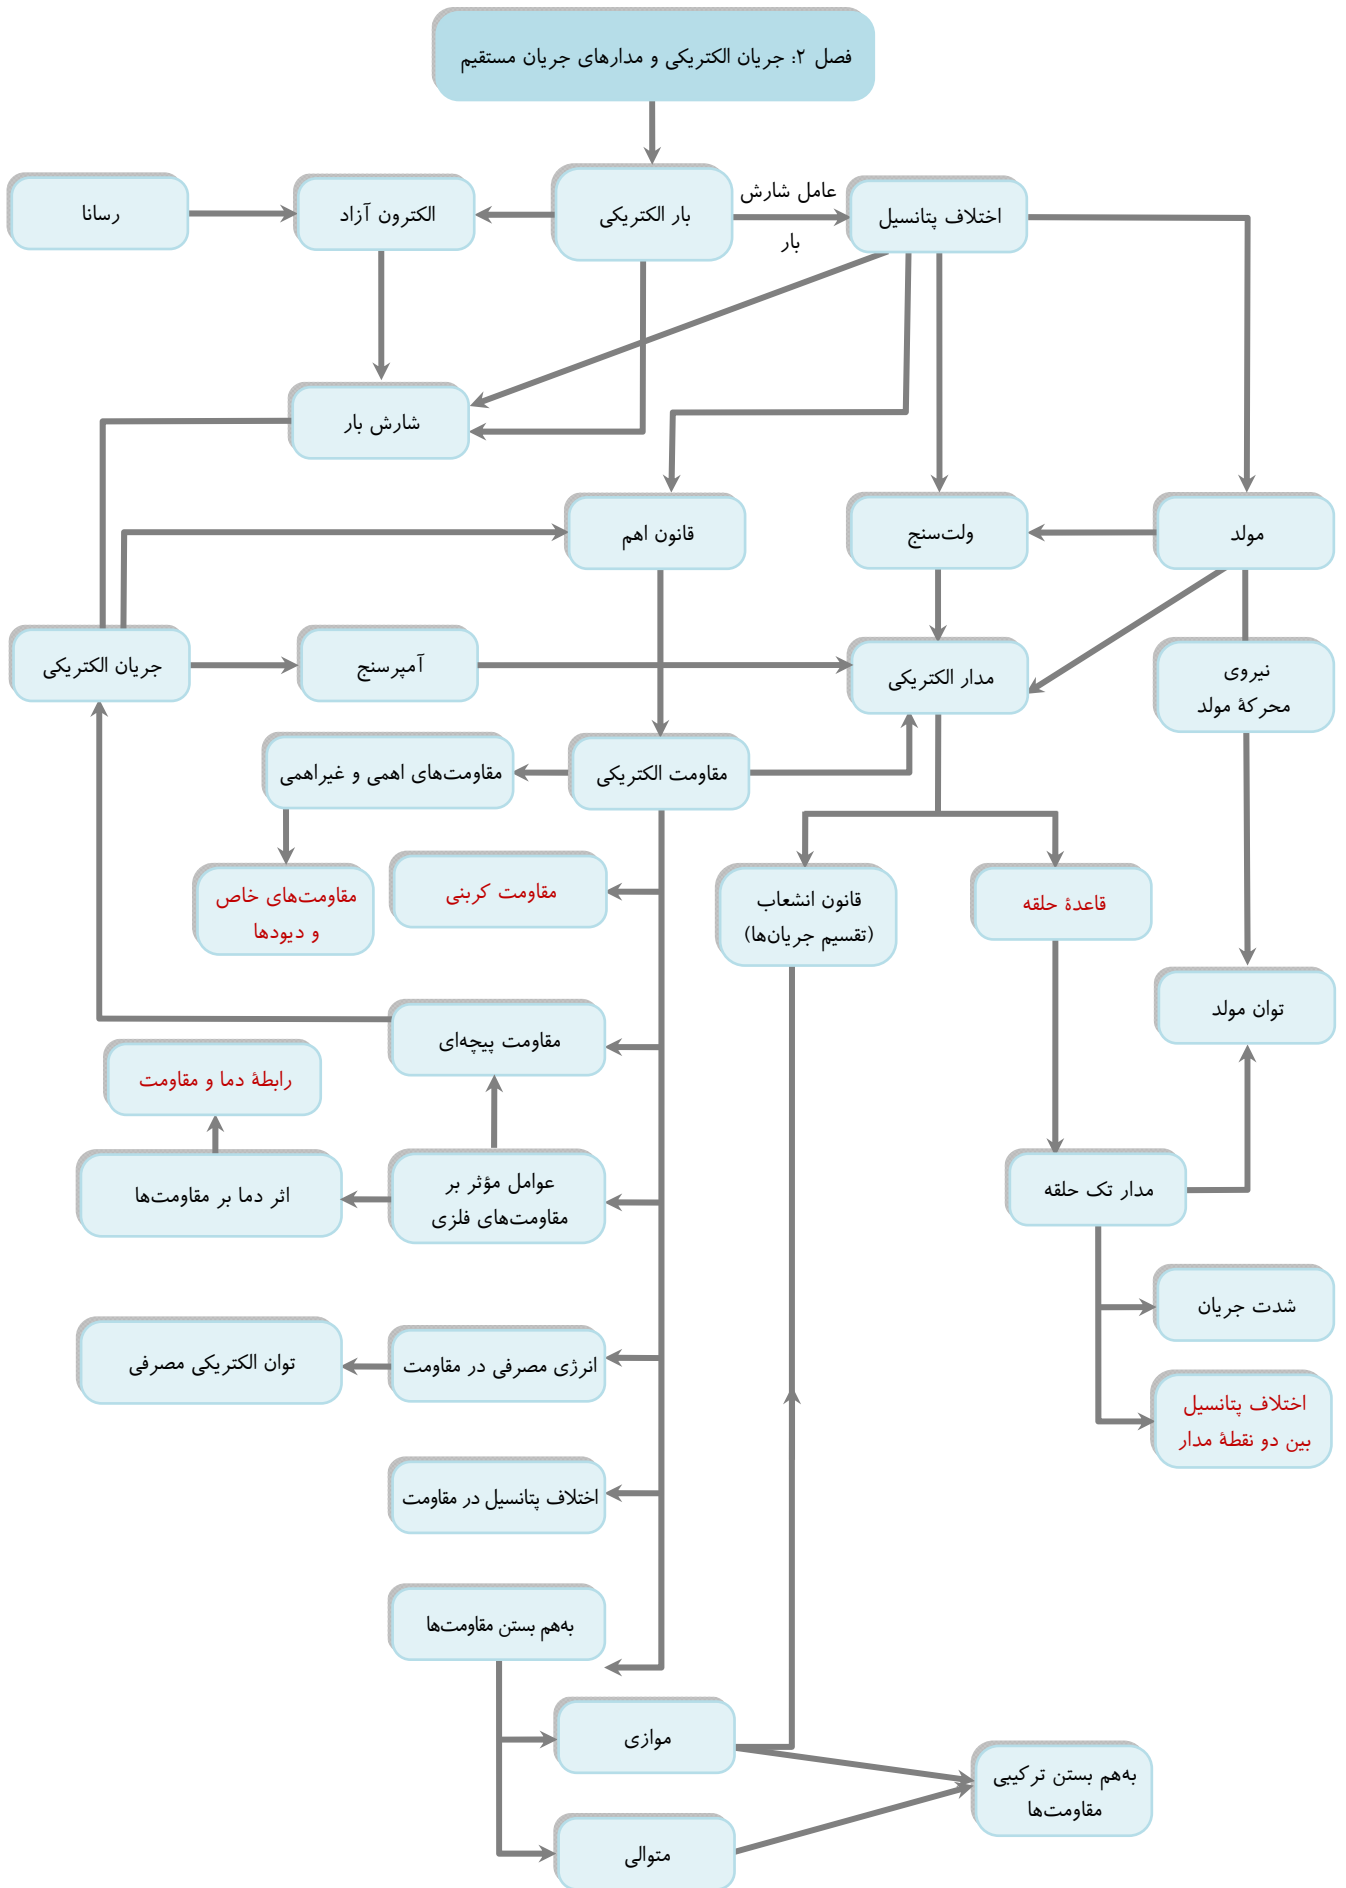 فصل ۲: جریان الکتریکی و مدارهای جریان مستقیم
رسانا
الکترون آزاد
بار الکتریکی
عامل شارش
بار
اختلاف پتانسیل
شارش بار
قانون اهم
ولت‌سنج
مولد
جریان الکتریکی
آمپرسنج
مدار الکتریکی
نیروی
محرکهٔ مولد
مقاومت‌های اهمی و غیراهمی
مقاومت الکتریکی
مقاومت‌های خاص
و دیودها
مقاومت کربنی
قانون انشعاب
(تقسیم جریان‌ها)
قاعدهٔ حلقه
توان مولد
مقاومت پیچه‌ای
رابطهٔ دما و مقاومت
اثر دما بر مقاومت‌ها
عوامل مؤثر بر
مقاومت‌های فلزی
مدار تک حلقه
شدت جریان
توان الکتریکی مصرفی
انرژی مصرفی در مقاومت
اختلاف پتانسیل
بین دو نقطهٔ مدار
اختلاف پتانسیل در مقاومت
به‌هم بستن مقاومت‌ها
موازی
به‌هم بستن ترکیبی
مقاومت‌ها
متوالی